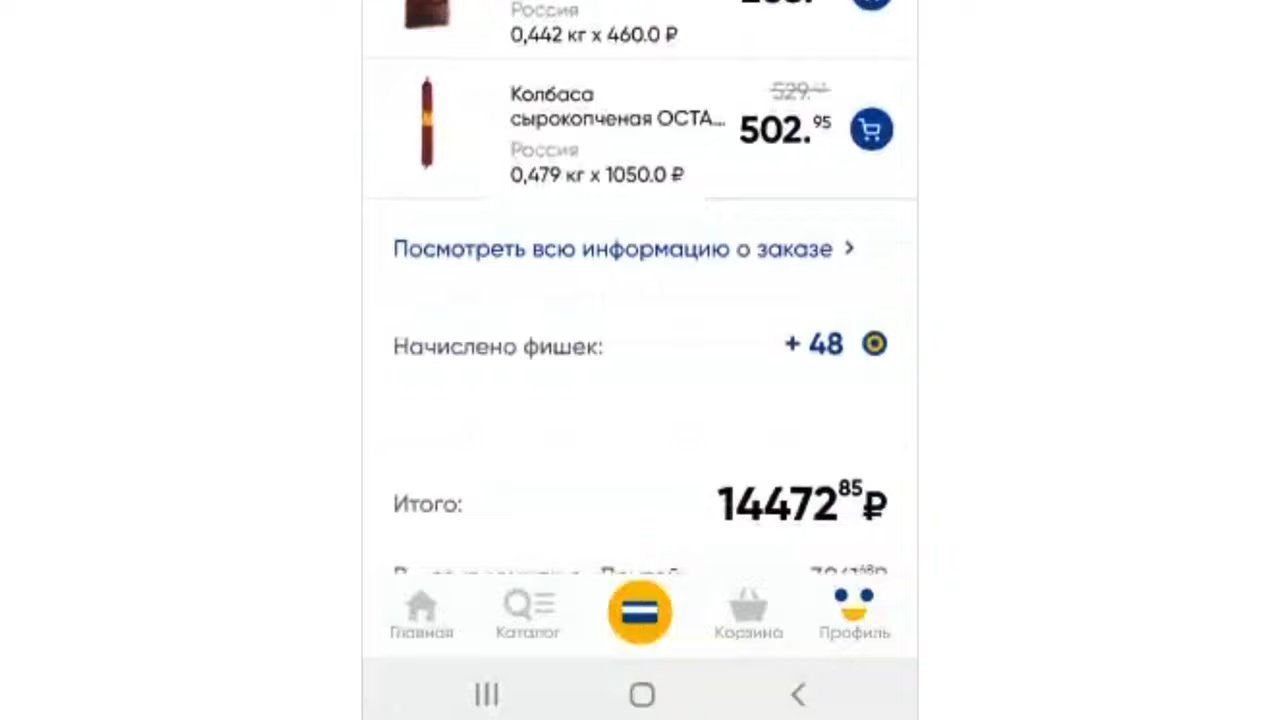 Россия
0,442 кг x 460.0 ₽
Колбаса
сырокопченая ОСТА...
529.
502.95
Россия
0,479 кг x 1050.0 ₽
Посмотреть всю информацию о заказе >
Начислено фишек:
+ 48
Итого:
14472 85₽
Главная
Каталог
Корзина
Профиль